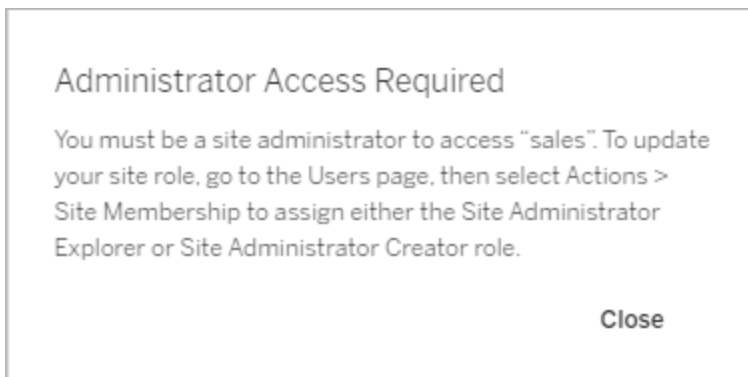 Administrator Access Required
You must be a site administrator to access “sales”. To update
your site role, go to the Users page, then select Actions >
Site Membership to assign either the Site Administrator
Explorer or Site Administrator Creator role.
Close